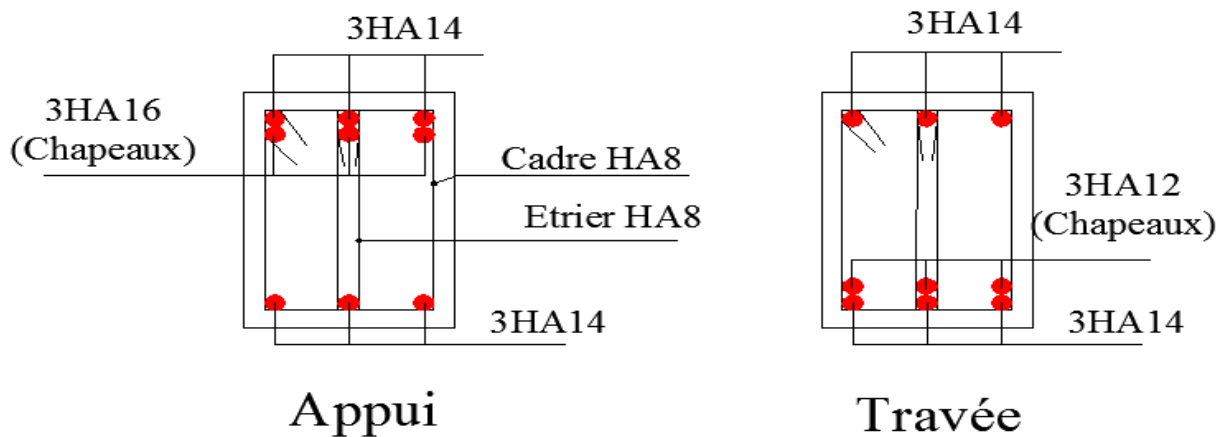 3HA14
3HA16
(Chapeaux)
Cadre HA8
Etrier HA8
3HA14
Appui
3HA14
3HA12
(Chapeaux)
3HA14
Travée